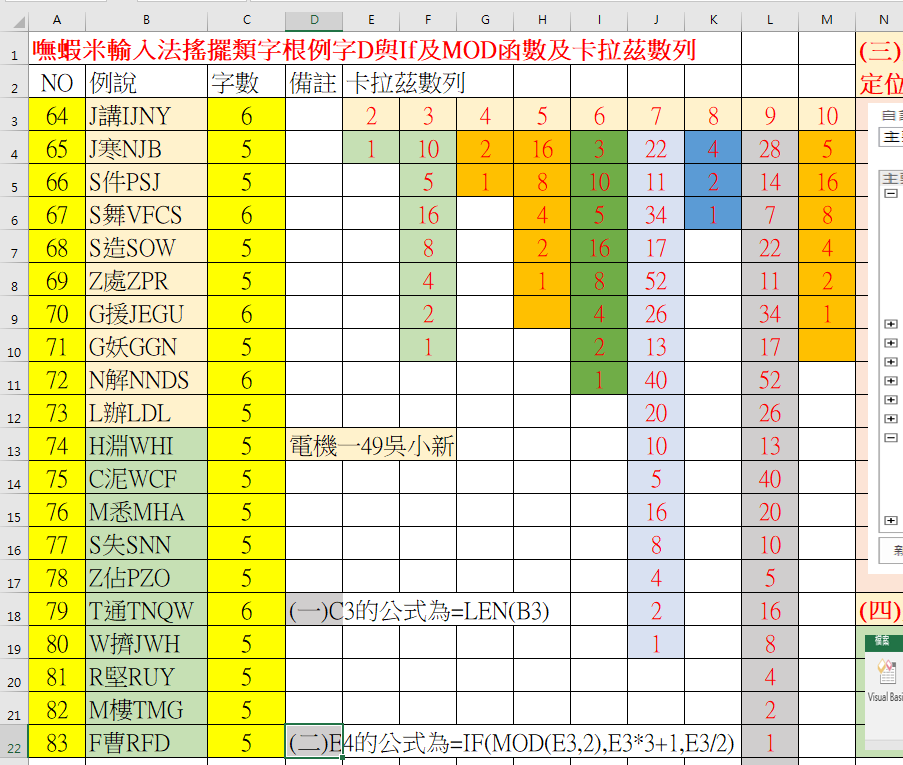 A B C D E F G H I J K L M N
1 嘸蝦米輸入法搖擺類字根例字D與If及MOD函數及卡拉茲數列 (三)
2 NO 例說 字數 備註 卡拉茲數列 定位
3 64 J講IJNY 6 2 3 4 5 6 7 8 9 10
4 65 J寒NJB 5 1 10 2 16 3 22 4 28 5
5 66 S件PSJ 5 5 1 8 10 11 2 14 16
6 67 S舞VFCS 6 16 4 5 34 1 7 8
7 68 S造SOW 5 8 2 16 17 22 4
8 69 Z處ZPR 5 4 1 8 52 11 2
9 70 G援JEGU 6 2 4 26 34 1
10 71 G妖GGN 5 1 2 13 17
11 72 N解NNDS 6 1 40 52
12 73 L辦LDL 5 20 26
13 74 H淵WHI 5 電機一49吳小新 10 13
14 75 C泥WCF 5 5 40
15 76 M悉MHA 5 16 20
16 77 S失SNN 5 8 10
17 78 Z佔PZO 5 4 5
18 79 T通TNQW 6 (一)C3的公式為=LEN(B3) 2 16 (四)
19 80 W擠JWH 5 1 8 檔案
20 81 R堅RUY 5 4
21 82 M樓TMG 5 2 Visual Basi
22 83 F曹RFD 5 (二)E4的公式為=IF(MOD(E3,2),E3*3+1,E3/2) 1